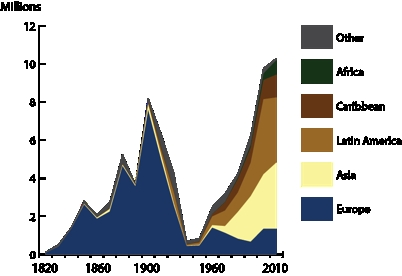 Millions
12
10
8
6
4
2
0
1820 1860 1900 1960 2010
Other
Africa
Caribbean
Latin America
Asia
Europe